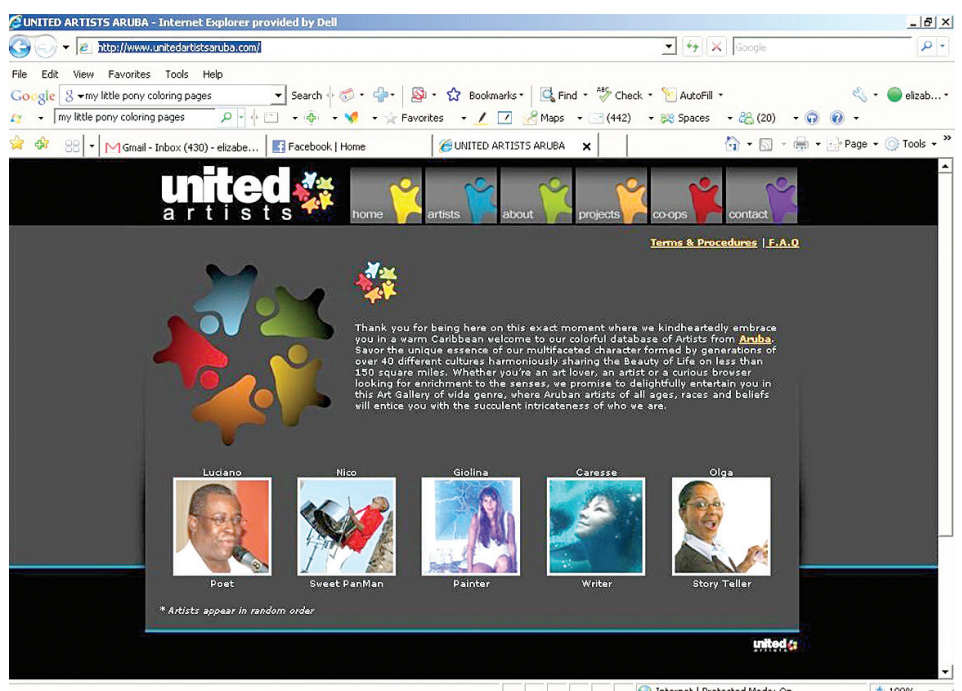 UNITED ARTISTS ARUBA - Internet Explorer provided by Dell
http://www.unitedartistsaruba.com/
Google
File Edit View Favorites Tools Help
Google my little pony coloring pages Search Bookmarks Find Check AutoFill elizab...
my little pony coloring pages Favorites Maps (442) Spaces (20)
Gmail - Inbox (430) - elizabe... Facebook | Home UNITED ARTISTS ARUBA Page Tools
united
artists
home artists about projects co-ops contact
Terms & Procedures | F.A.Q
Thank you for being here on this exact moment where we kindheartedly embrace
you in a warm Caribbean welcome to our colorful database of Artists from Aruba.
Savor the unique essence of our multifaceted character formed by generations of
over 40 different cultures harmoniously sharing the Beauty of Life on less than
150 square miles. Whether you're an art lover, an artist or a curious browser
looking for enrichment to the senses, we promise to delightfully entertain you in
this Art Gallery of wide genre, where Aruban artists of all ages, races and beliefs
will entice you with the succulent intricateness of who we are.
Luciano Nico Giolina Caresse Olga
Poet Sweet PanMan Painter Writer Story Teller
* Artists appear in random order
united
artists
Internet | Protected Mode: On 100%